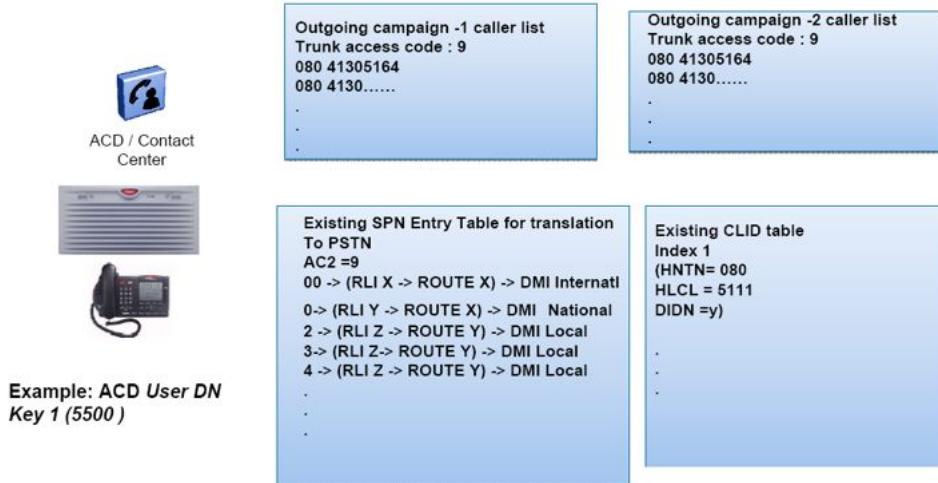 Outgoing campaign -1 caller list
Trunk access code : 9
080 41305164
080 4130......
.
.
.
Outgoing campaign -2 caller list
Trunk access code : 9
080 41305164
080 4130......
.
.
.
ACD / Contact
Center
Existing SPN Entry Table for translation
To PSTN
AC2 =9
00 -> (RLI X -> ROUTE X) -> DMI Internatl
0-> (RLI Y -> ROUTE X) -> DMI National
2 -> (RLI Z -> ROUTE Y) -> DMI Local
3-> (RLI Z-> ROUTE Y) -> DMI Local
4 -> (RLI Z -> ROUTE Y) -> DMI Local
.
.
.
Existing CLID table
Index 1
(HNTN= 080
HLCL = 5111
DIDN =y)
.
.
.
Example: ACD User DN
Key 1 (5500 )